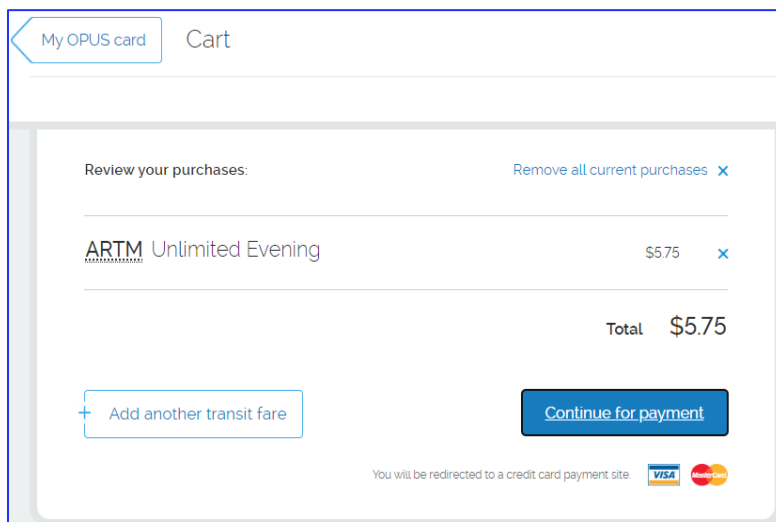 My OPUS card
Cart
Review your purchases:
Remove all current purchases ×
ARTM Unlimited Evening
$5.75 ×
Total $5.75
+ Add another transit fare
Continue for payment
You will be redirected to a credit card payment site.
VISA
MasterCard